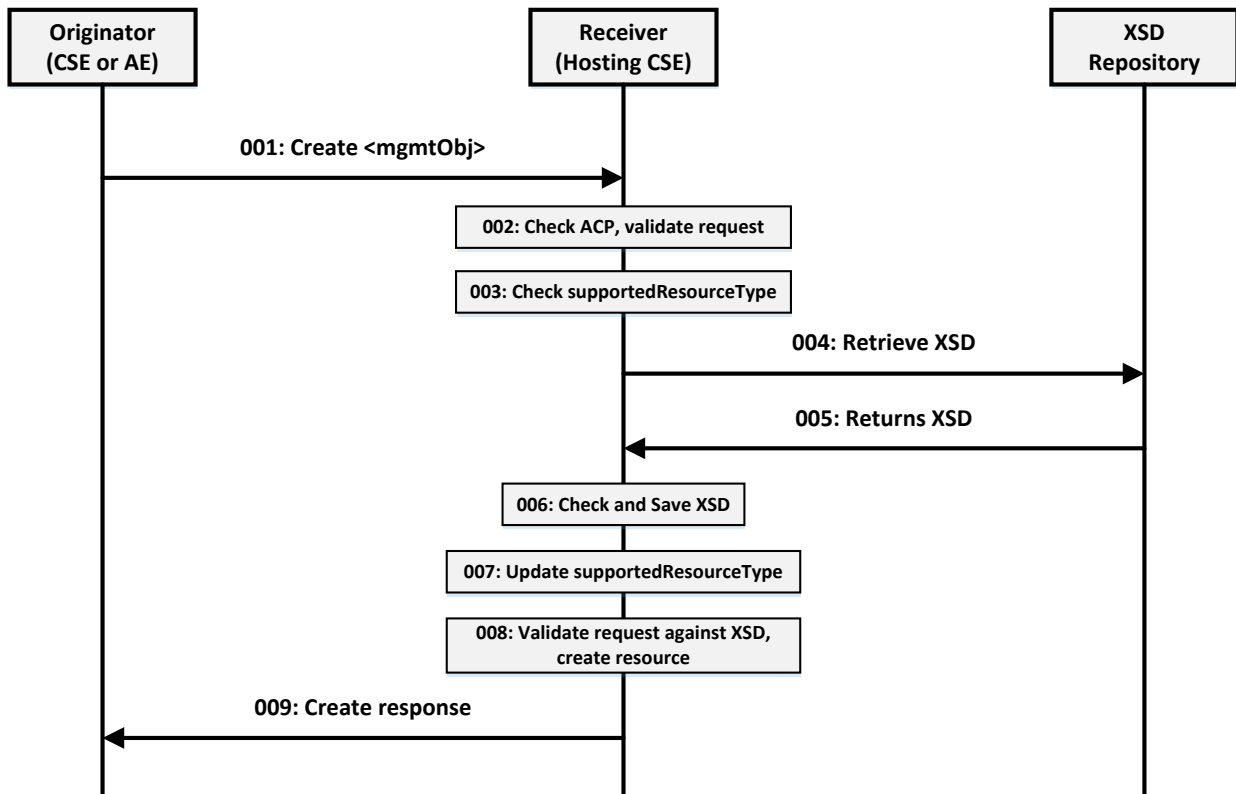 Originator
(CSE or AE)
Receiver
(Hosting CSE)
XSD
Repository
001: Create <mgmtObj>
002: Check ACP, validate request
003: Check supportedResourceType
004: Retrieve XSD
005: Returns XSD
006: Check and Save XSD
007: Update supportedResourceType
008: Validate request against XSD,
create resource
009: Create response